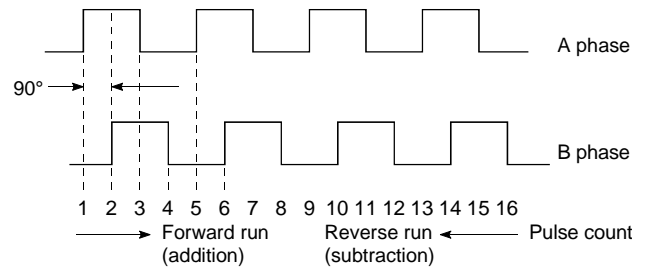 A phase
90°
B phase
1 2 3 4 5 6 7 8 9 10 11 12 13 14 15 16
Forward run Reverse run Pulse count
(addition) (subtraction)